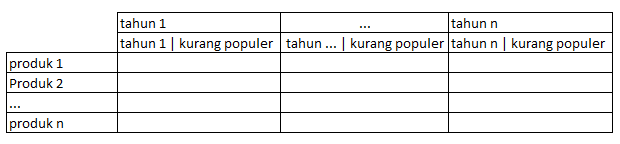 tahun 1 ... tahun n
tahun 1 | kurang populer tahun ... | kurang populer tahun n | kurang populer
produk 1
Produk 2
...
produk n